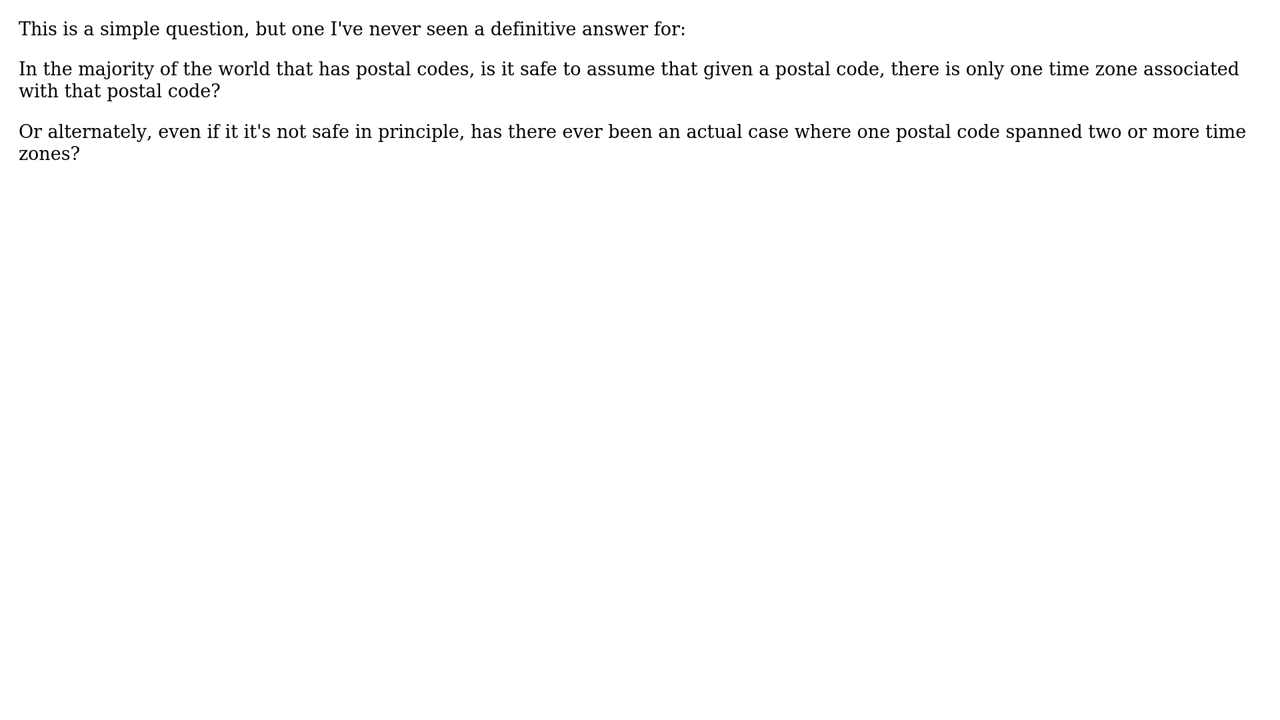 This is a simple question, but one I've never seen a definitive answer for:
In the majority of the world that has postal codes, is it safe to assume that given a postal code, there is only one time zone associated
with that postal code?
Or alternately, even if it it's not safe in principle, has there ever been an actual case where one postal code spanned two or more time
zones?